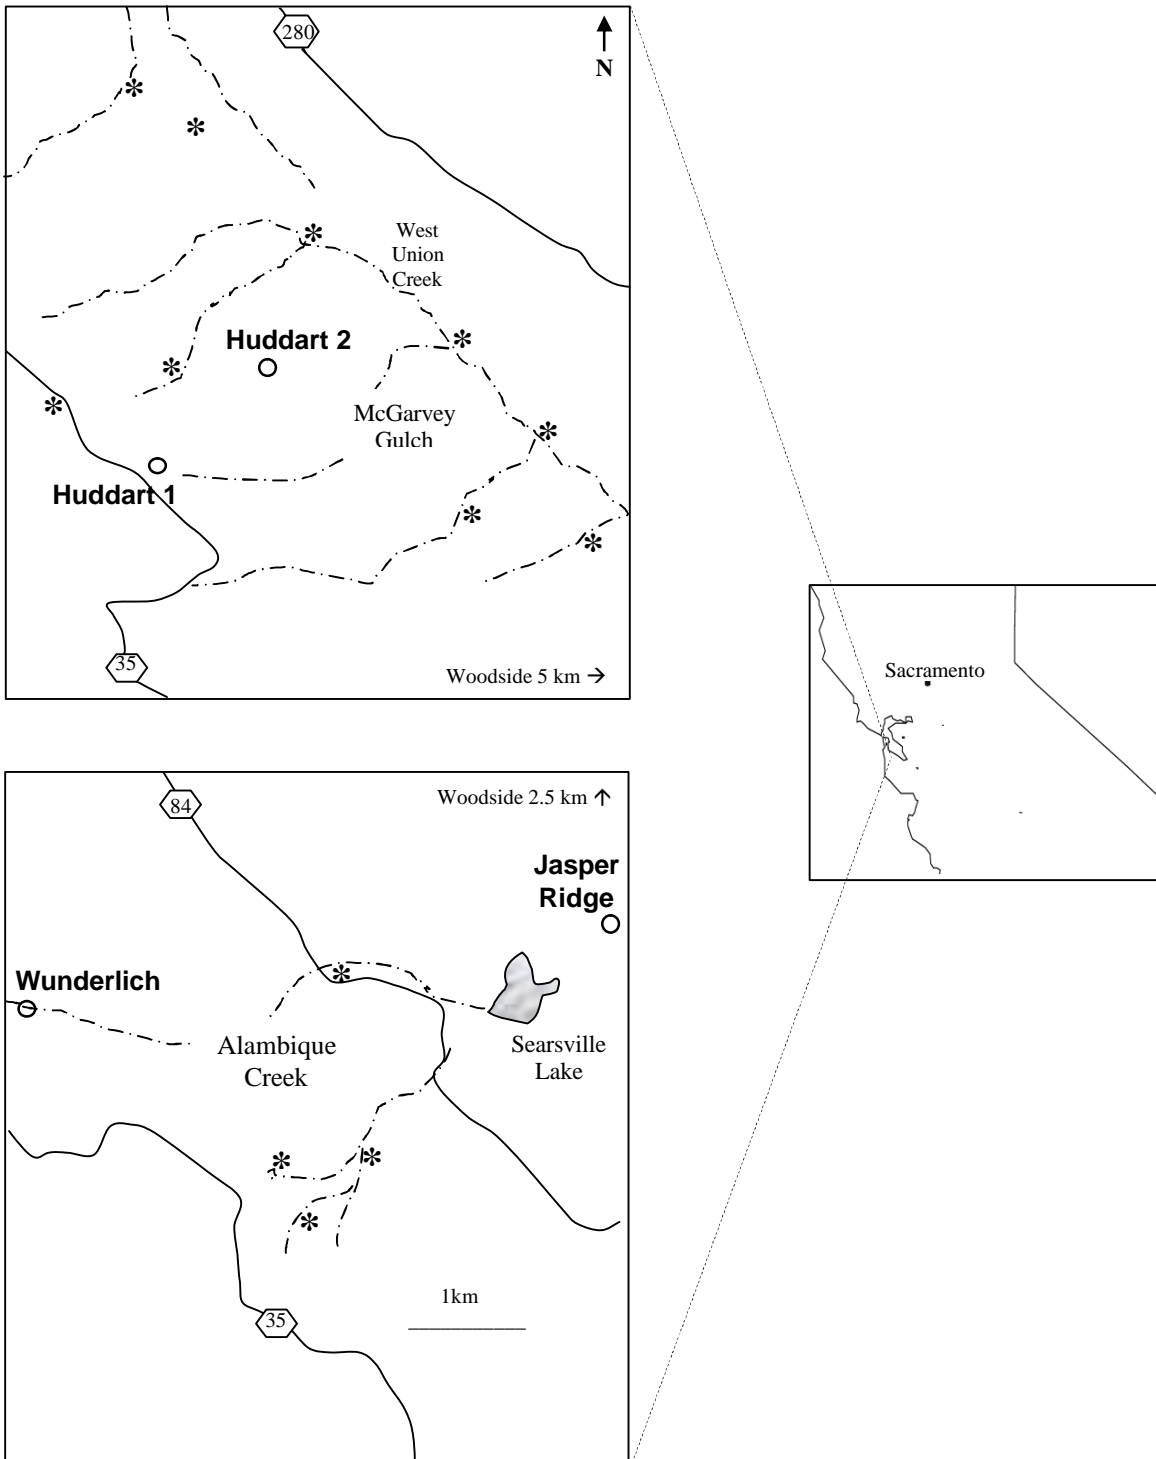 280
N
West
Union
Creek
Huddart 2
McGarvey
Gulch
Huddart 1
35
Woodside 5 km →
Sacramento
84
Woodside 2.5 km ↑
Jasper
Ridge
Wunderlich
Alambique
Creek
Searsville
Lake
1km
35